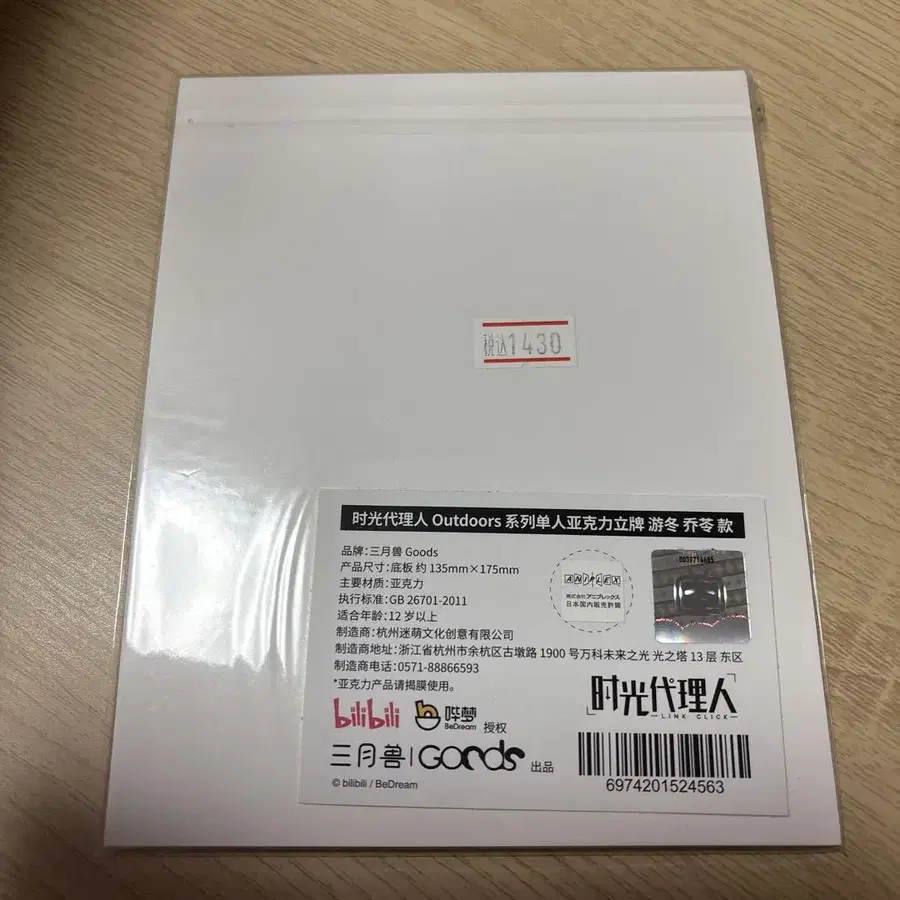 税込1430
时光代理人 Outdoors 系列单人亚克力立牌 游冬 乔苓 款
品牌:三月兽 Goods
产品尺寸:底板 约 135mm×175mm
主要材质:亚克力
执行标准:GB 26701-2011
适合年龄:12 岁以上
制造商:杭州迷萌文化创意有限公司
制造商地址:浙江省杭州市余杭区古墩路 1900 号万科未来之光 光之塔 13 层 东区
制造商电话:0571-88866593
*亚克力产品请揭膜使用。
ANIPLEX
株式会社アニプレックス
日本国内販売許諾
bilibili 哔梦 BeDream 授权
三月兽 | Goods 出品
© bilibili / BeDream
时光代理人
LINK CLICK
6974201524563